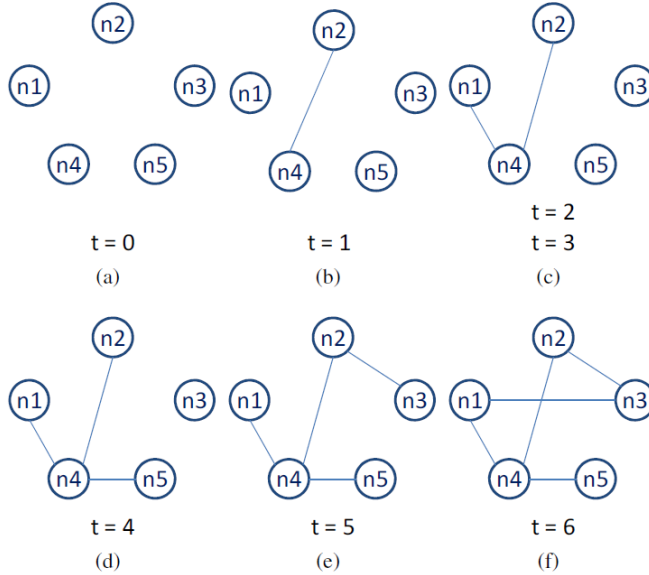 n2 n2 n2
n1 n3 n1 n3 n1 n3
n4 n5 n4 n5 n4 n5
t = 0 t = 1 t = 2
t = 3
(a) (b) (c)
n2 n2 n2
n1 n3 n1 n3 n1 n3
n4 n5 n4 n5 n4 n5
t = 4 t = 5 t = 6
(d) (e) (f)